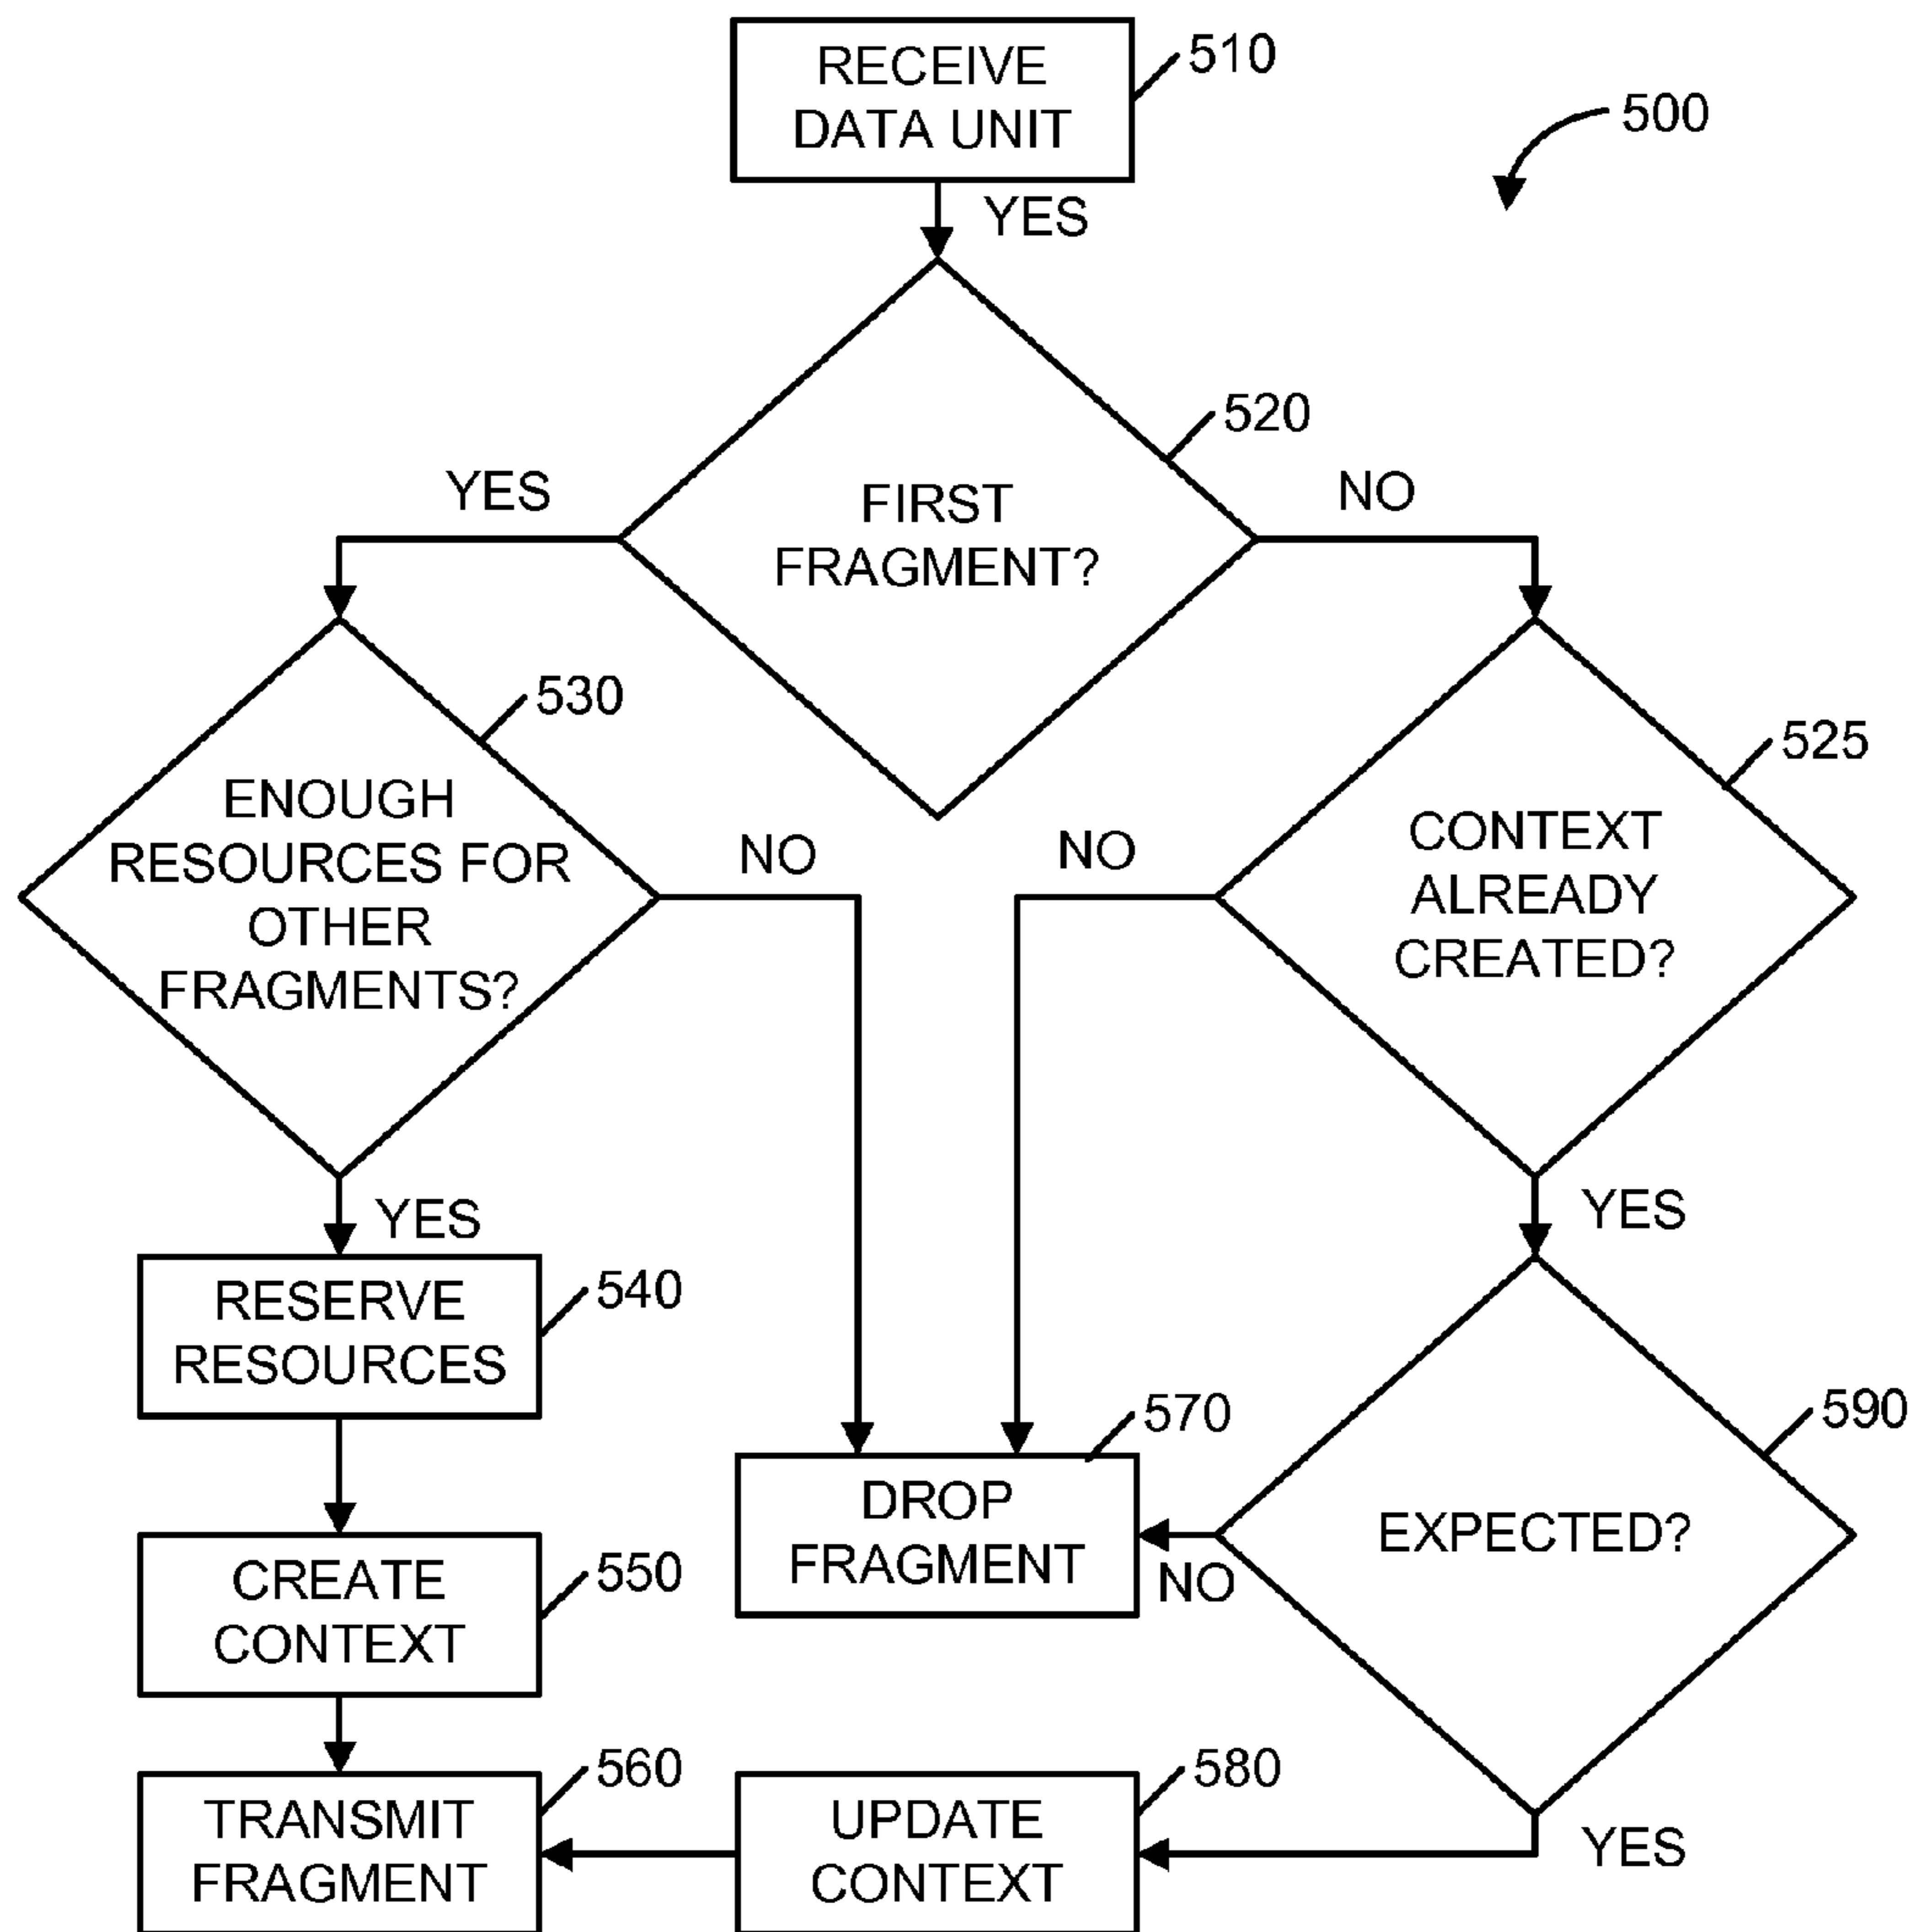 RECEIVE
DATA UNIT
510
500
YES
520
FIRST
FRAGMENT?
YES
NO
530
ENOUGH
RESOURCES FOR
OTHER
FRAGMENTS?
NO
NO
525
CONTEXT
ALREADY
CREATED?
YES
YES
RESERVE
RESOURCES
540
570
DROP
FRAGMENT
NO
590
EXPECTED?
CREATE
CONTEXT
550
TRANSMIT
FRAGMENT
560
UPDATE
CONTEXT
580
YES